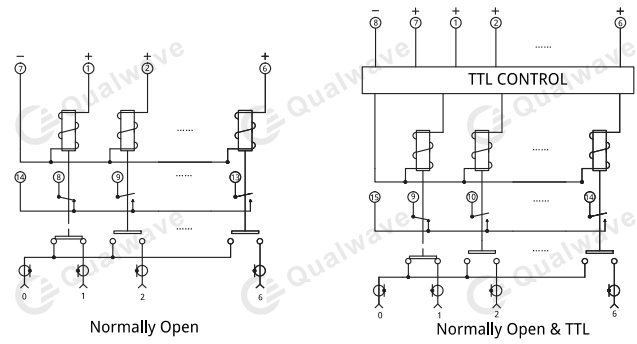 − + + +
7 1 2 6
......
14 8 9 13
......
......
0 1 2 6
Normally Open
− + + + +
8 7 1 2 6
......
TTL CONTROL
......
15 9 10 14
......
......
0 1 2 6
Normally Open & TTL
Qualwave
Qualwave
Qualwave
Qualwave